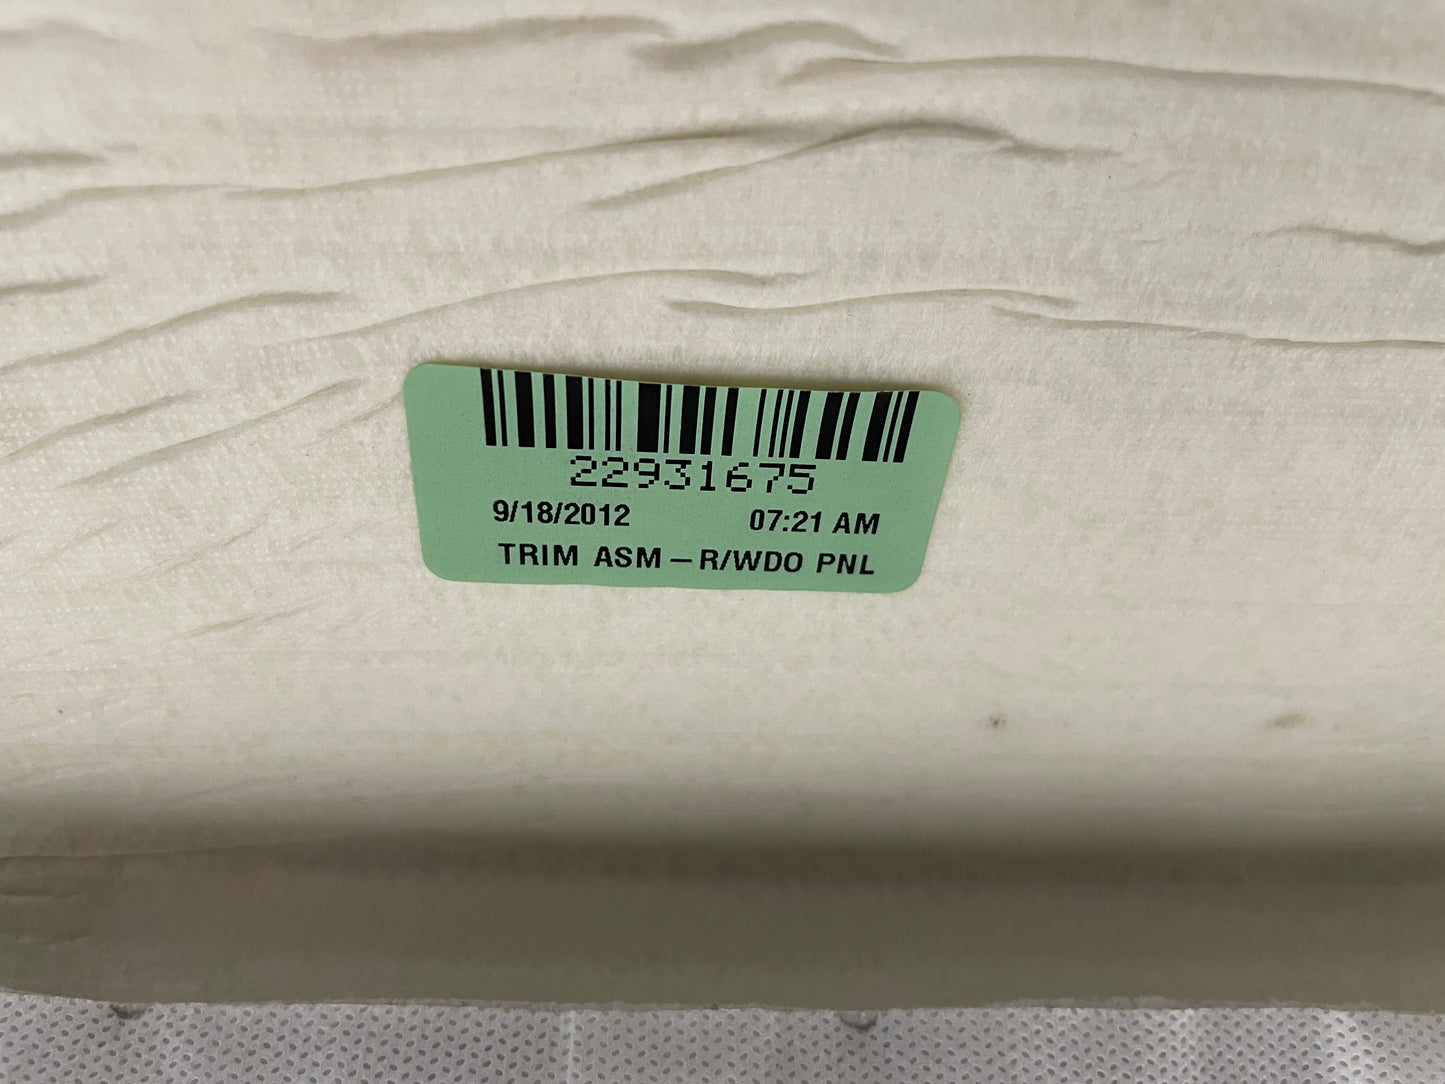 22931675
9/18/2012 07:21 AM
TRIM ASM – R/WDO PNL